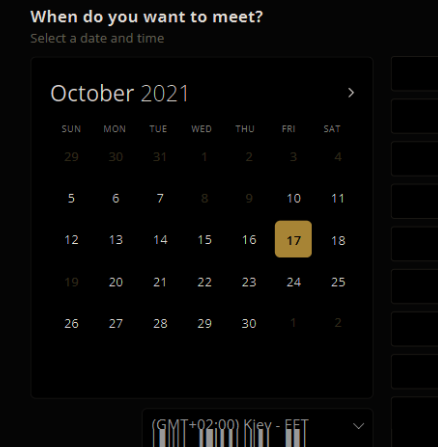 When do you want to meet?
Select a date and time
October 2021
SUN MON TUE WED THU FRI SAT
29 30 31 1 2 3 4
5 6 7 8 9 10 11
12 13 14 15 16 17 18
19 20 21 22 23 24 25
26 27 28 29 30 1 2
(GMT+02:00) Kiev - EET